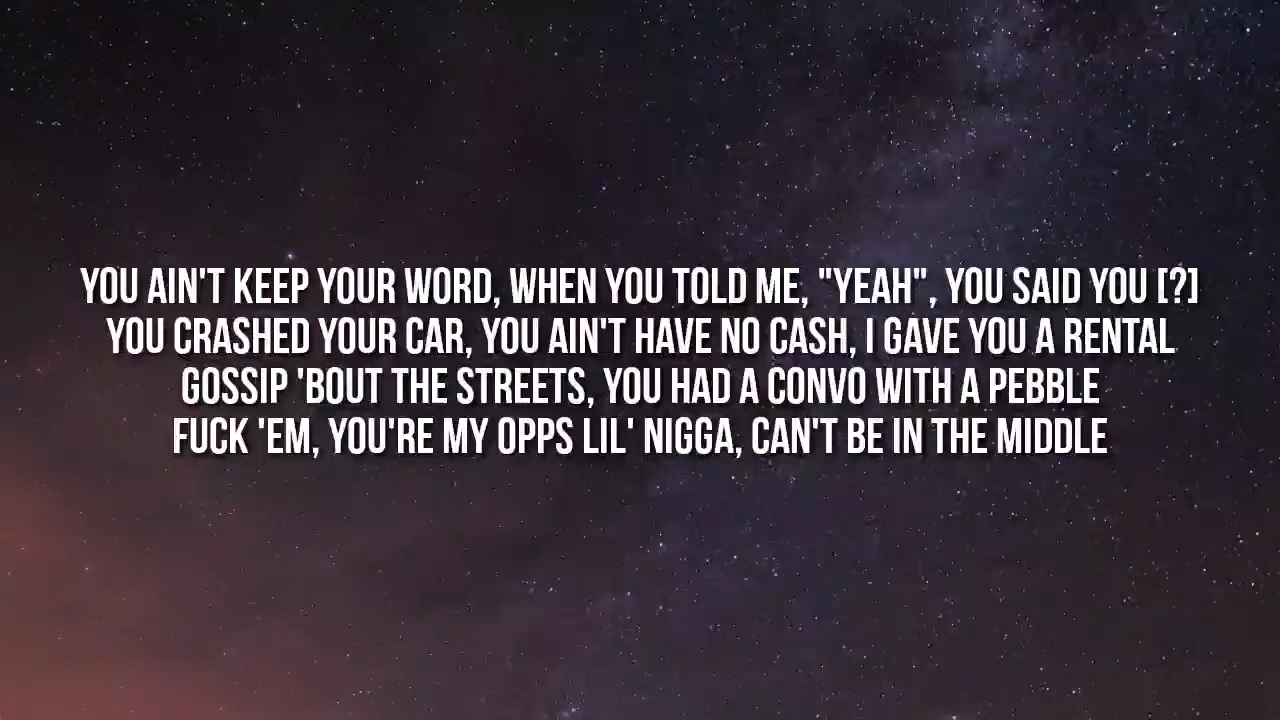 YOU AIN'T KEEP YOUR WORD, WHEN YOU TOLD ME, "YEAH", YOU SAID YOU [?]
YOU CRASHED YOUR CAR, YOU AIN'T HAVE NO CASH, I GAVE YOU A RENTAL
GOSSIP 'BOUT THE STREETS, YOU HAD A CONVO WITH A PEBBLE
FUCK 'EM, YOU'RE MY OPPS LIL' NIGGA, CAN'T BE IN THE MIDDLE